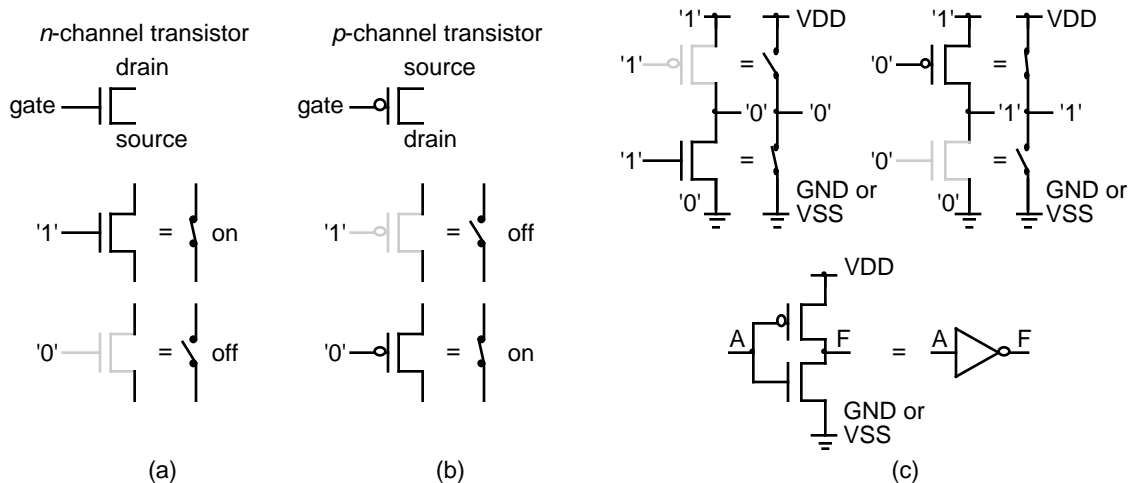 n-channel transistor
drain
gate
source
'1'
=
on
'0'
=
off
(a)
p-channel transistor
source
gate
drain
'1'
=
off
'0'
=
on
(b)
'1'
VDD
'1'
=
'0'
'0'
'1'
=
'0'
GND or
VSS
'1'
VDD
'0'
=
'1'
'1'
'0'
=
'0'
GND or
VSS
VDD
A
F
=
A
F
GND or
VSS
(c)